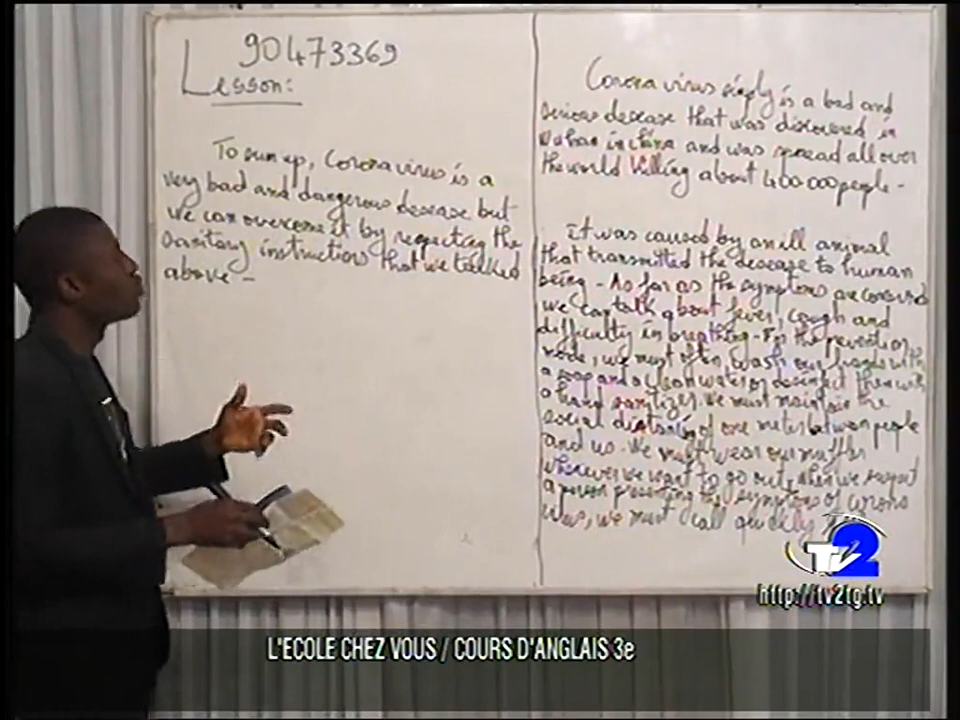 90473369
Lesson:
To sum up, Corona virus is a
very bad and dangerous desease but
we can overcome it by respecting the
sanitary instructions that we talked
above -
Corona virus simply is a bad and
serious desease that was discovered in
Wuhan in china and was spread all over
the world killing about 400 000 people -
it was caused by an ill animal
that transmitted the desease to human
being - As far as the symptoms are concerned
we can talk about fever, cough and
difficulty in breathing - For the prevention
mode, we must often wash our hands with
a soap and a clean water or desinfect them with
a hand sanitizer. We must maintain the
social distancing of one meter between people
and us. We must wear our muffler
whenever we want to go out, when we suspect
a person presenting the symptoms of corona
virus, we must call quickly
TV2
http://tv2tg.tv
L'ECOLE CHEZ VOUS / COURS D'ANGLAIS 3e